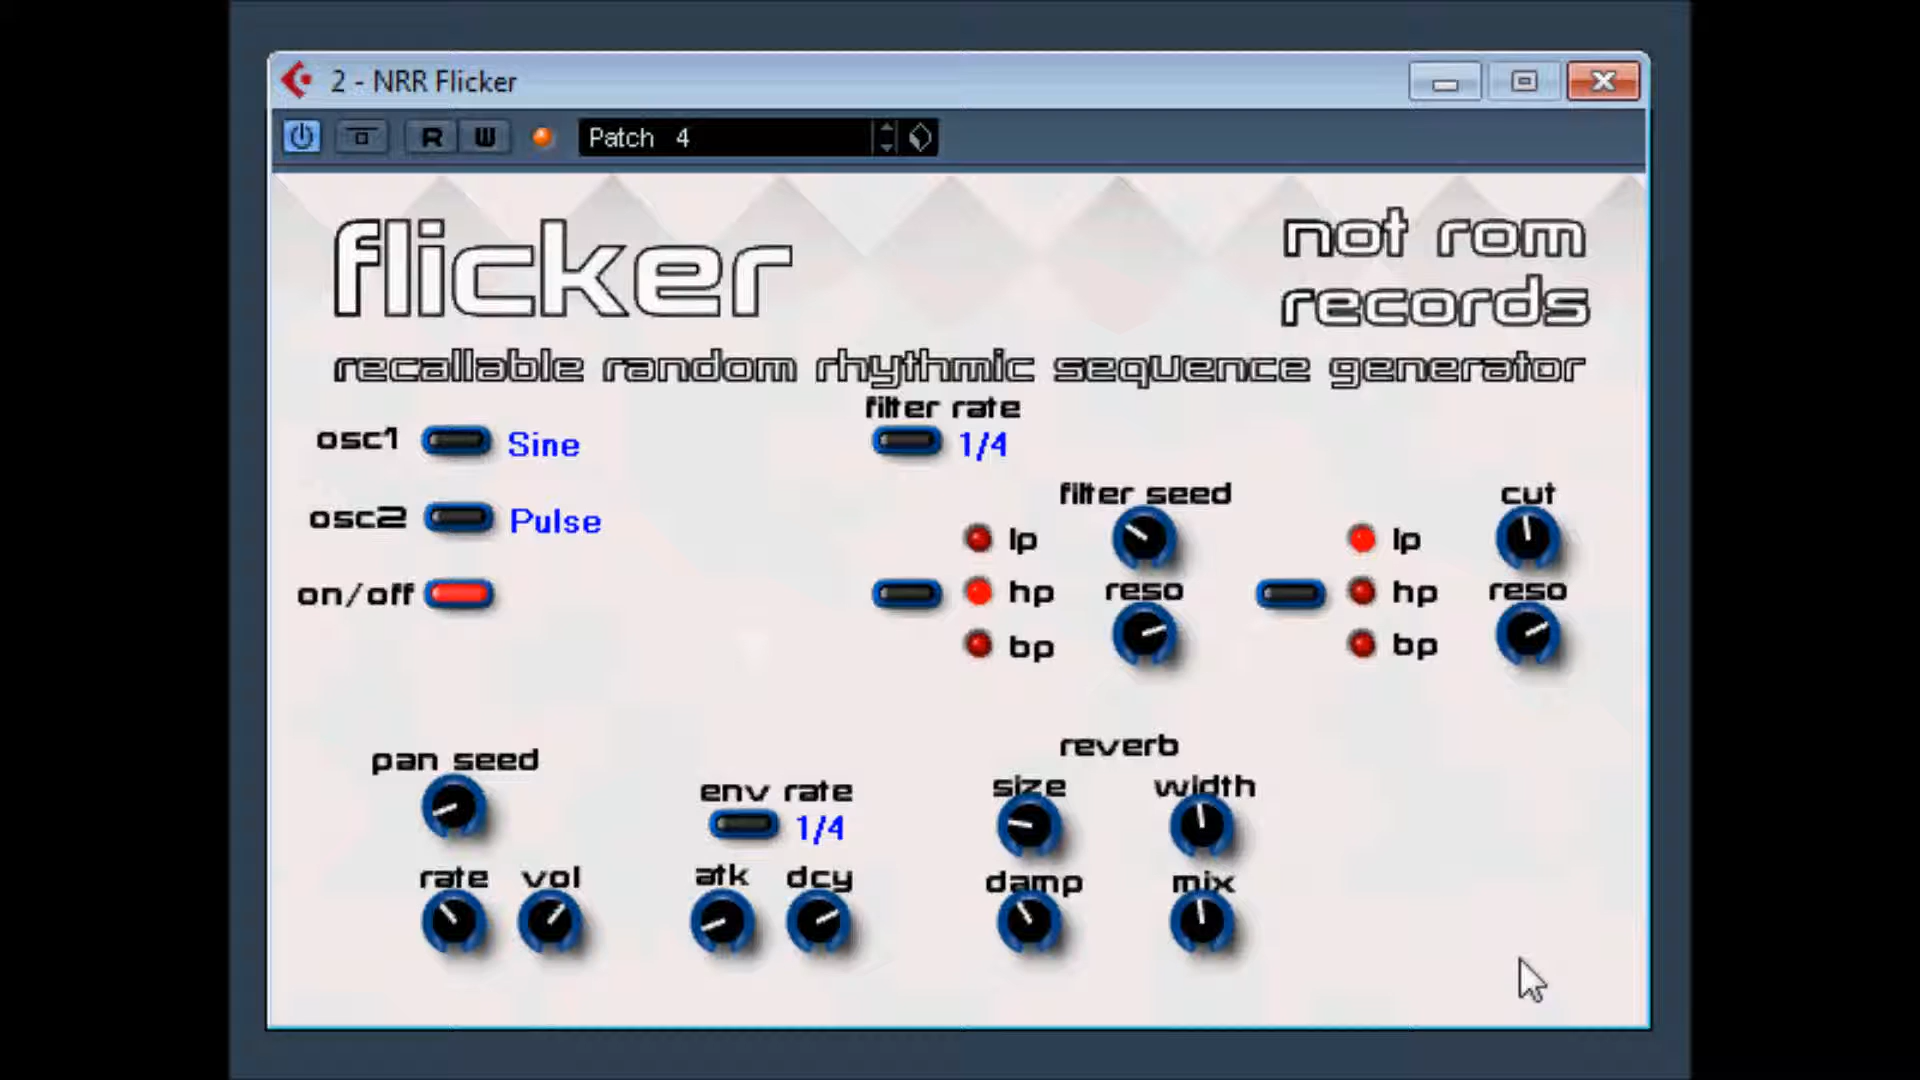 2 - NRR Flicker
R W Patch 4
flicker
not rom
records
recallable random rhythmic sequence generator
osc1 Sine
osc2 Pulse
on/off
filter rate
1/4
filter seed
lp
hp
bp
reso
cut
lp
hp
bp
reso
pan seed
rate vol
env rate
1/4
atk dcy
reverb
size width
damp mix